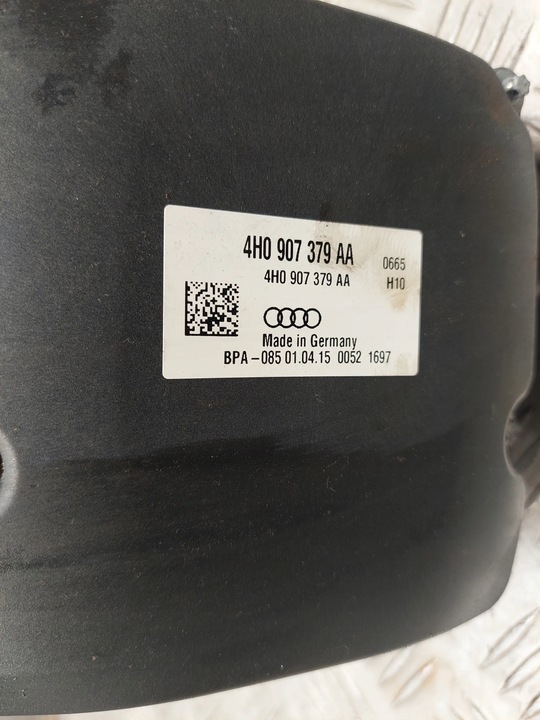 4H0 907 379 AA 0665
4H0 907 379 AA H10
Made in Germany
BPA-085 01.04.15 0052 1697